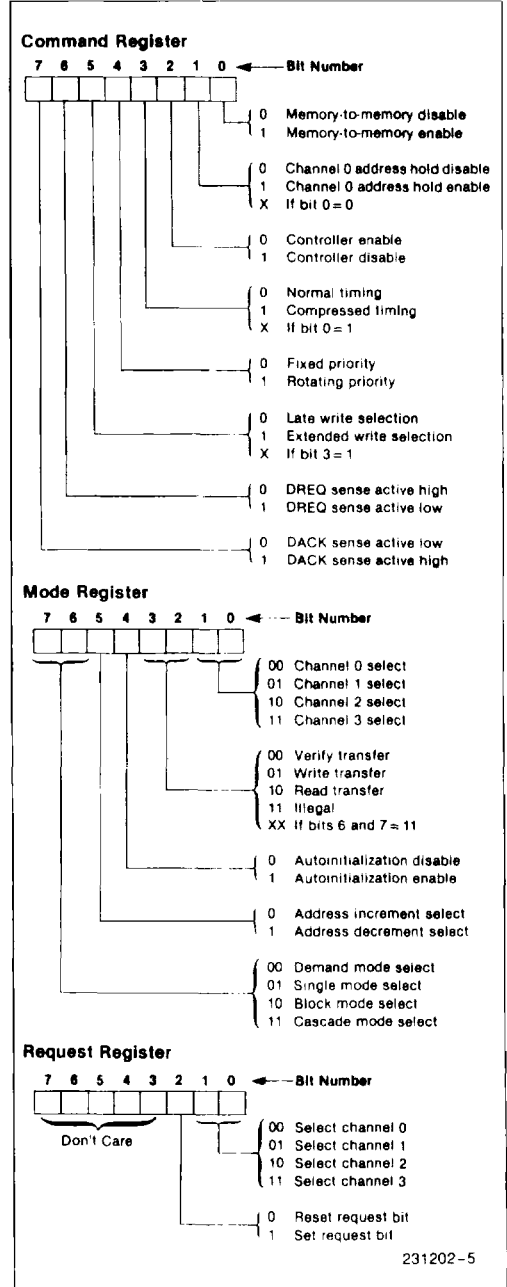 Command Register
7 6 5 4 3 2 1 0 Bit Number
0 Memory-to-memory disable
1 Memory-to-memory enable
0 Channel 0 address hold disable
1 Channel 0 address hold enable
X If bit 0 = 0
0 Controller enable
1 Controller disable
0 Normal timing
1 Compressed timing
X If bit 0 = 1
0 Fixed priority
1 Rotating priority
0 Late write selection
1 Extended write selection
X If bit 3 = 1
0 DREQ sense active high
1 DREQ sense active low
0 DACK sense active low
1 DACK sense active high
Mode Register
7 6 5 4 3 2 1 0 Bit Number
00 Channel 0 select
01 Channel 1 select
10 Channel 2 select
11 Channel 3 select
00 Verify transfer
01 Write transfer
10 Read transfer
11 Illegal
XX If bits 6 and 7 = 11
0 Autoinitialization disable
1 Autoinitialization enable
0 Address increment select
1 Address decrement select
00 Demand mode select
01 Single mode select
10 Block mode select
11 Cascade mode select
Request Register
7 6 5 4 3 2 1 0 Bit Number
Don't Care
00 Select channel 0
01 Select channel 1
10 Select channel 2
11 Select channel 3
0 Reset request bit
1 Set request bit
231202-5